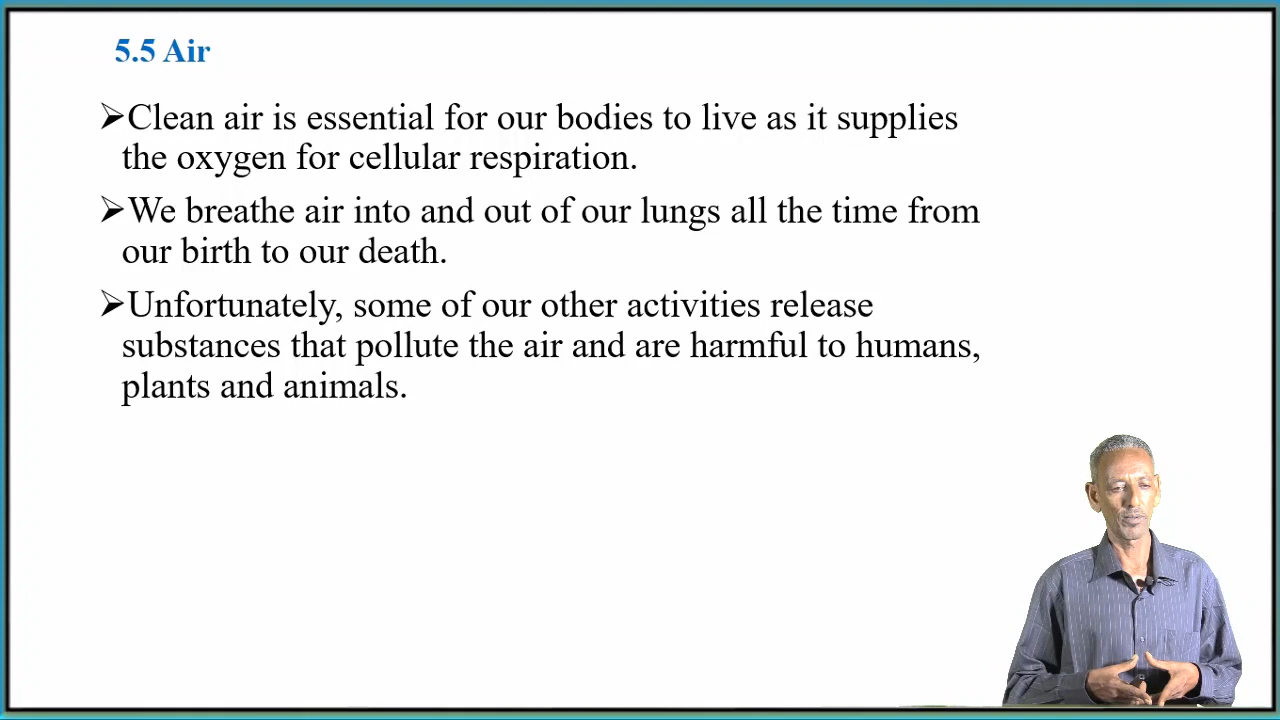 5.5 Air
➢Clean air is essential for our bodies to live as it supplies
the oxygen for cellular respiration.
➢We breathe air into and out of our lungs all the time from
our birth to our death.
➢Unfortunately, some of our other activities release
substances that pollute the air and are harmful to humans,
plants and animals.